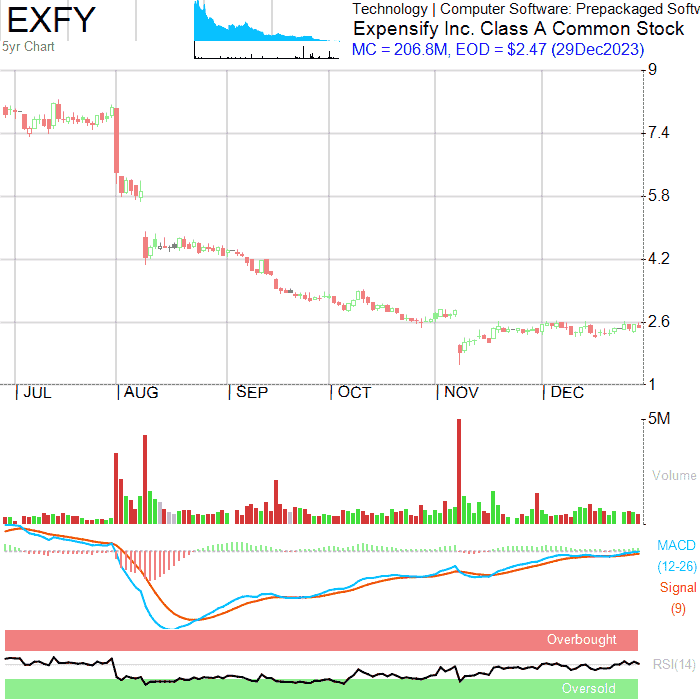 EXFY
5yr Chart
Technology | Computer Software: Prepackaged Softw
Expensify Inc. Class A Common Stock
MC = 206.8M, EOD = $2.47 (29Dec2023)
9
7.4
5.8
4.2
2.6
1
JUL AUG SEP OCT NOV DEC
5M
Volume
MACD
(12-26)
Signal
(9)
Overbought
RSI(14)
Oversold